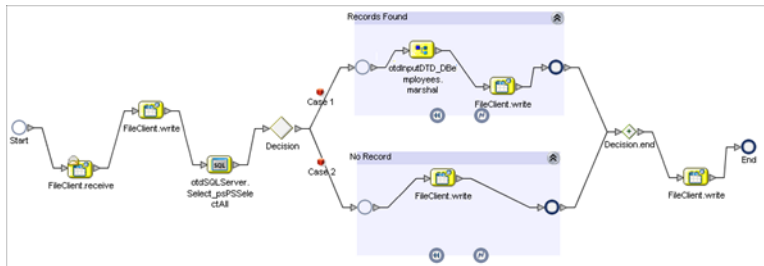 Records Found
otdInputDTD_DBe
mployees.
marshal
FileClient.write
Case 1
FileClient.write
Start
Decision
Decision.end
FileClient.receive
SQL
otdSQLServer.
Select_psPSSele
ctAll
No Record
Case 2
FileClient.write
FileClient.write
End